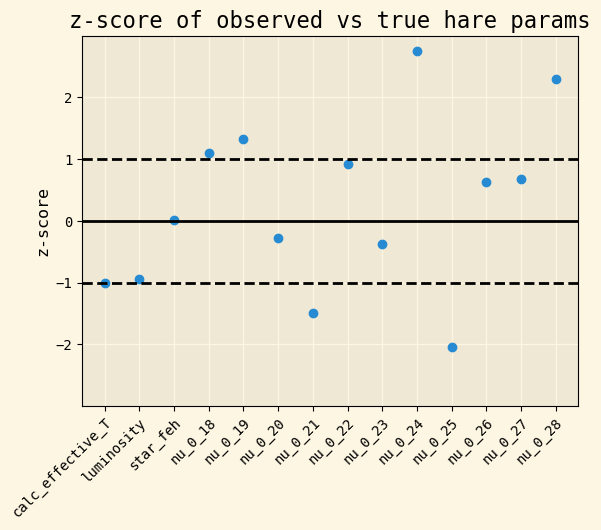 z-score of observed vs true hare params
z-score
2
1
0
−1
−2
calc_effective_T
luminosity
star_feh
nu_0_18
nu_0_19
nu_0_20
nu_0_21
nu_0_22
nu_0_23
nu_0_24
nu_0_25
nu_0_26
nu_0_27
nu_0_28